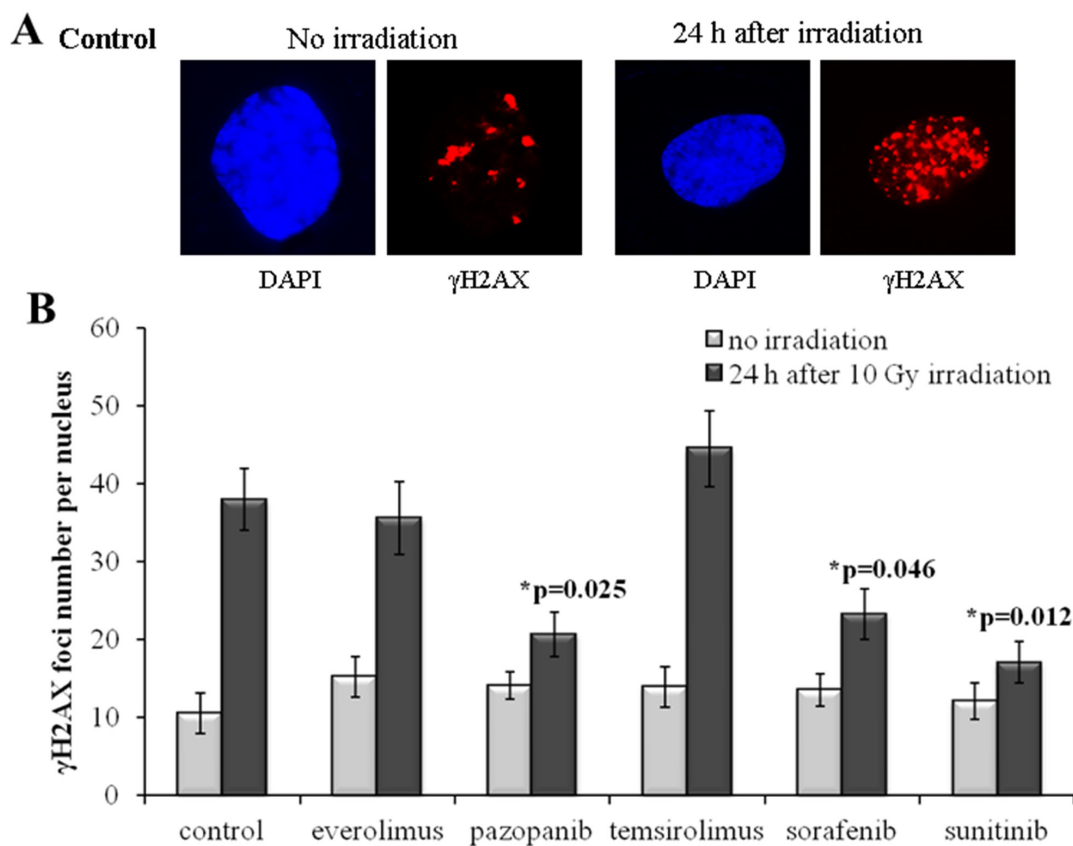 A Control No irradiation 24 h after irradiation
DAPI γH2AX DAPI γH2AX
B
60
50
40
30
20
10
0
γH2AX foci number per nucleus
no irradiation
24 h after 10 Gy irradiation
*p=0.025
*p=0.046
*p=0.012
control everolimus pazopanib temsirolimus sorafenib sunitinib